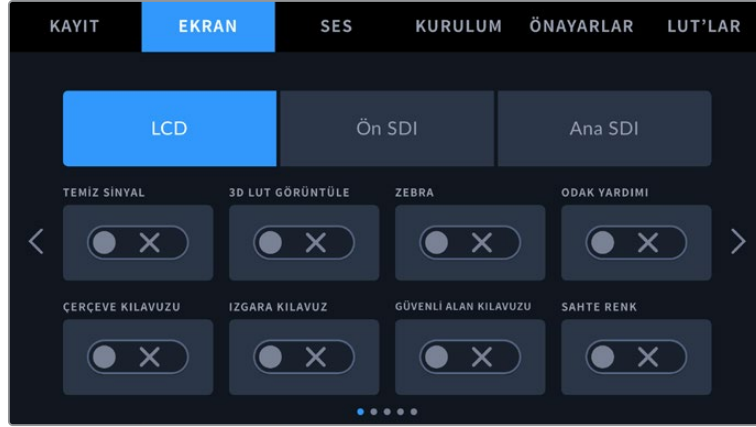 KAYIT EKRAN SES KURULUM ÖNAYARLAR LUT’LAR
LCD Ön SDI Ana SDI
TEMİZ SİNYAL 3D LUT GÖRÜNTÜLE ZEBRA ODAK YARDIMI
ÇERÇEVE KILAVUZU IZGARA KILAVUZ GÜVENLİ ALAN KILAVUZU SAHTE RENK